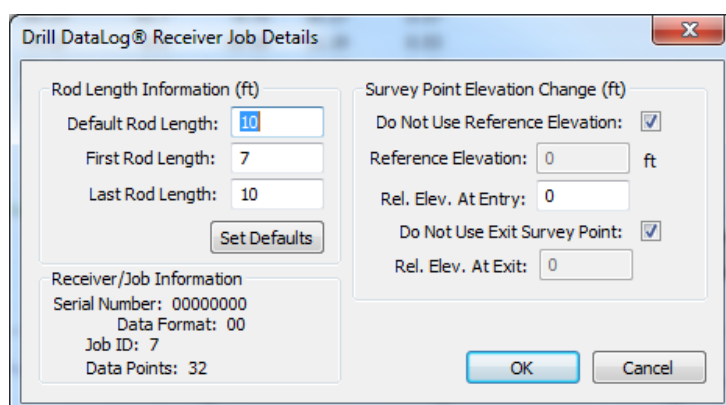 Drill DataLog® Receiver Job Details
Rod Length Information (ft)
Default Rod Length: 10
First Rod Length: 7
Last Rod Length: 10
Set Defaults
Receiver/Job Information
Serial Number: 00000000
Data Format: 00
Job ID: 7
Data Points: 32
Survey Point Elevation Change (ft)
Do Not Use Reference Elevation:
Reference Elevation: 0 ft
Rel. Elev. At Entry: 0
Do Not Use Exit Survey Point:
Rel. Elev. At Exit: 0
OK Cancel